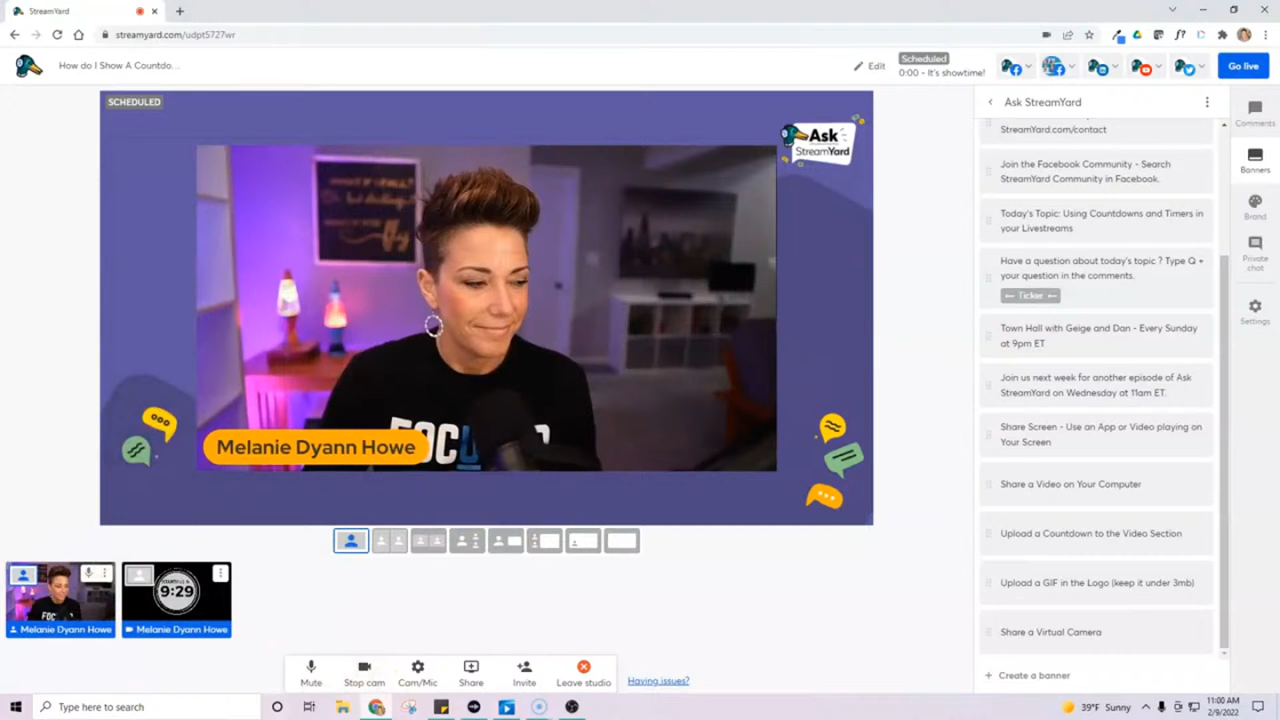 StreamYard
streamyard.com/udpt5727wr
How do I Show A Countdo...
Edit
Scheduled
0:00 - It's showtime!
Go live
SCHEDULED
Ask
StreamYard
Melanie Dyann Howe
Ask StreamYard
StreamYard.com/contact
Join the Facebook Community - Search
StreamYard Community in Facebook.
Today's Topic: Using Countdowns and Timers in
your Livestreams
Have a question about today's topic ? Type Q +
your question in the comments.
← Ticker ←
Town Hall with Geige and Dan - Every Sunday
at 9pm ET
Join us next week for another episode of Ask
StreamYard on Wednesday at 11am ET.
Share Screen - Use an App or Video playing on
Your Screen
Share a Video on Your Computer
Upload a Countdown to the Video Section
Upload a GIF in the Logo (keep it under 3mb)
Share a Virtual Camera
Create a banner
Comments
Banners
Brand
Private
chat
Settings
9:29
Melanie Dyann Howe
Melanie Dyann Howe
Mute
Stop cam
Cam/Mic
Share
Invite
Leave studio
Having issues?
Type here to search
39°F Sunny
11:00 AM
2/9/2022